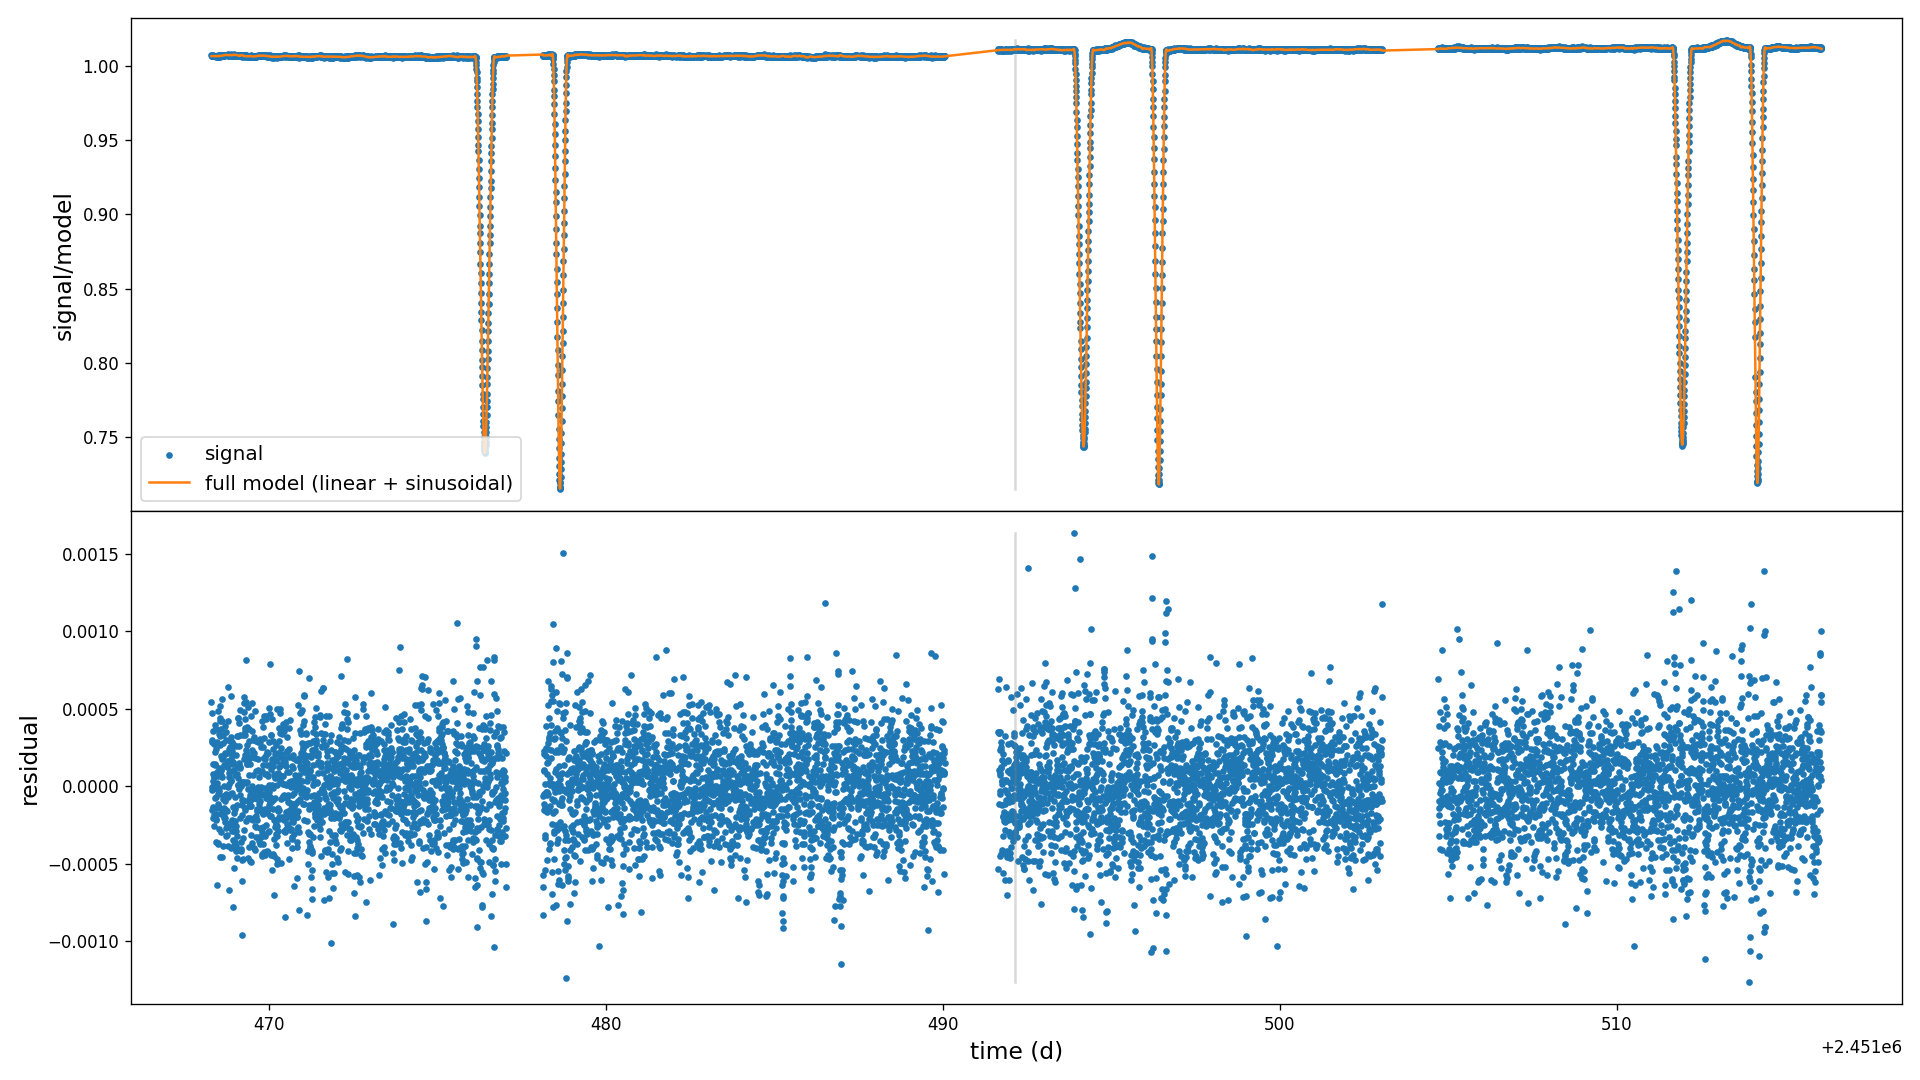 signal/model
1.00
0.95
0.90
0.85
0.80
0.75
signal
full model (linear + sinusoidal)
residual
0.0015
0.0010
0.0005
0.0000
−0.0005
−0.0010
470
480
490
500
510
time (d)
+2.451e6